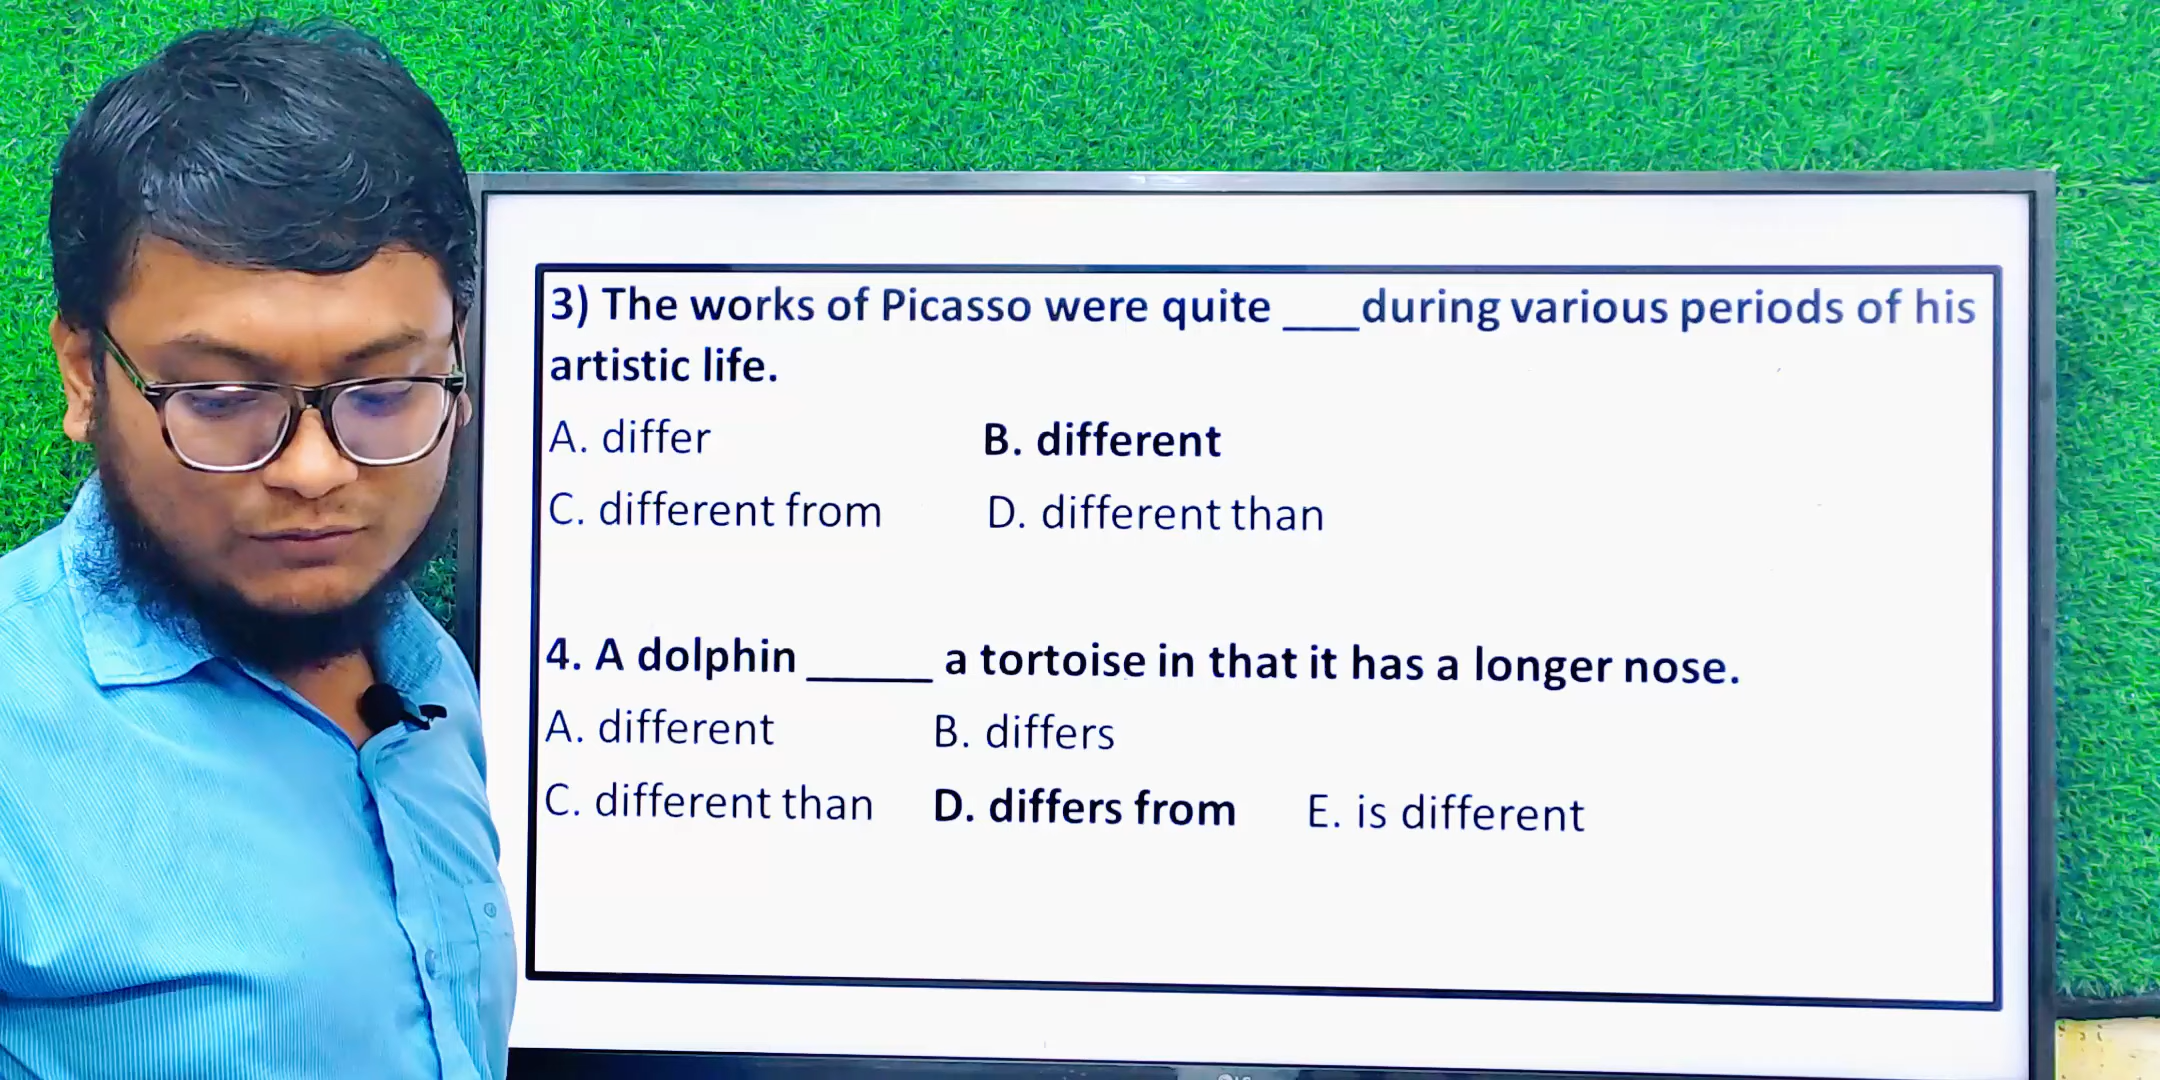 3) The works of Picasso were quite ___during various periods of his
artistic life.
A. differ B. different
C. different from D. different than
4. A dolphin _____ a tortoise in that it has a longer nose.
A. different B. differs
C. different than D. differs from E. is different